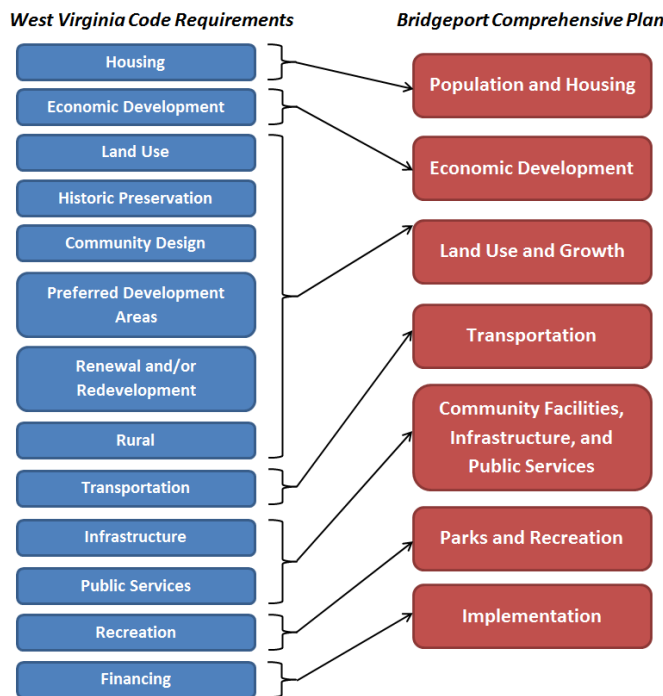 West Virginia Code Requirements
Housing
Economic Development
Land Use
Historic Preservation
Community Design
Preferred Development
Areas
Renewal and/or
Redevelopment
Rural
Transportation
Infrastructure
Public Services
Recreation
Financing
Bridgeport Comprehensive Plan
Population and Housing
Economic Development
Land Use and Growth
Transportation
Community Facilities,
Infrastructure, and
Public Services
Parks and Recreation
Implementation